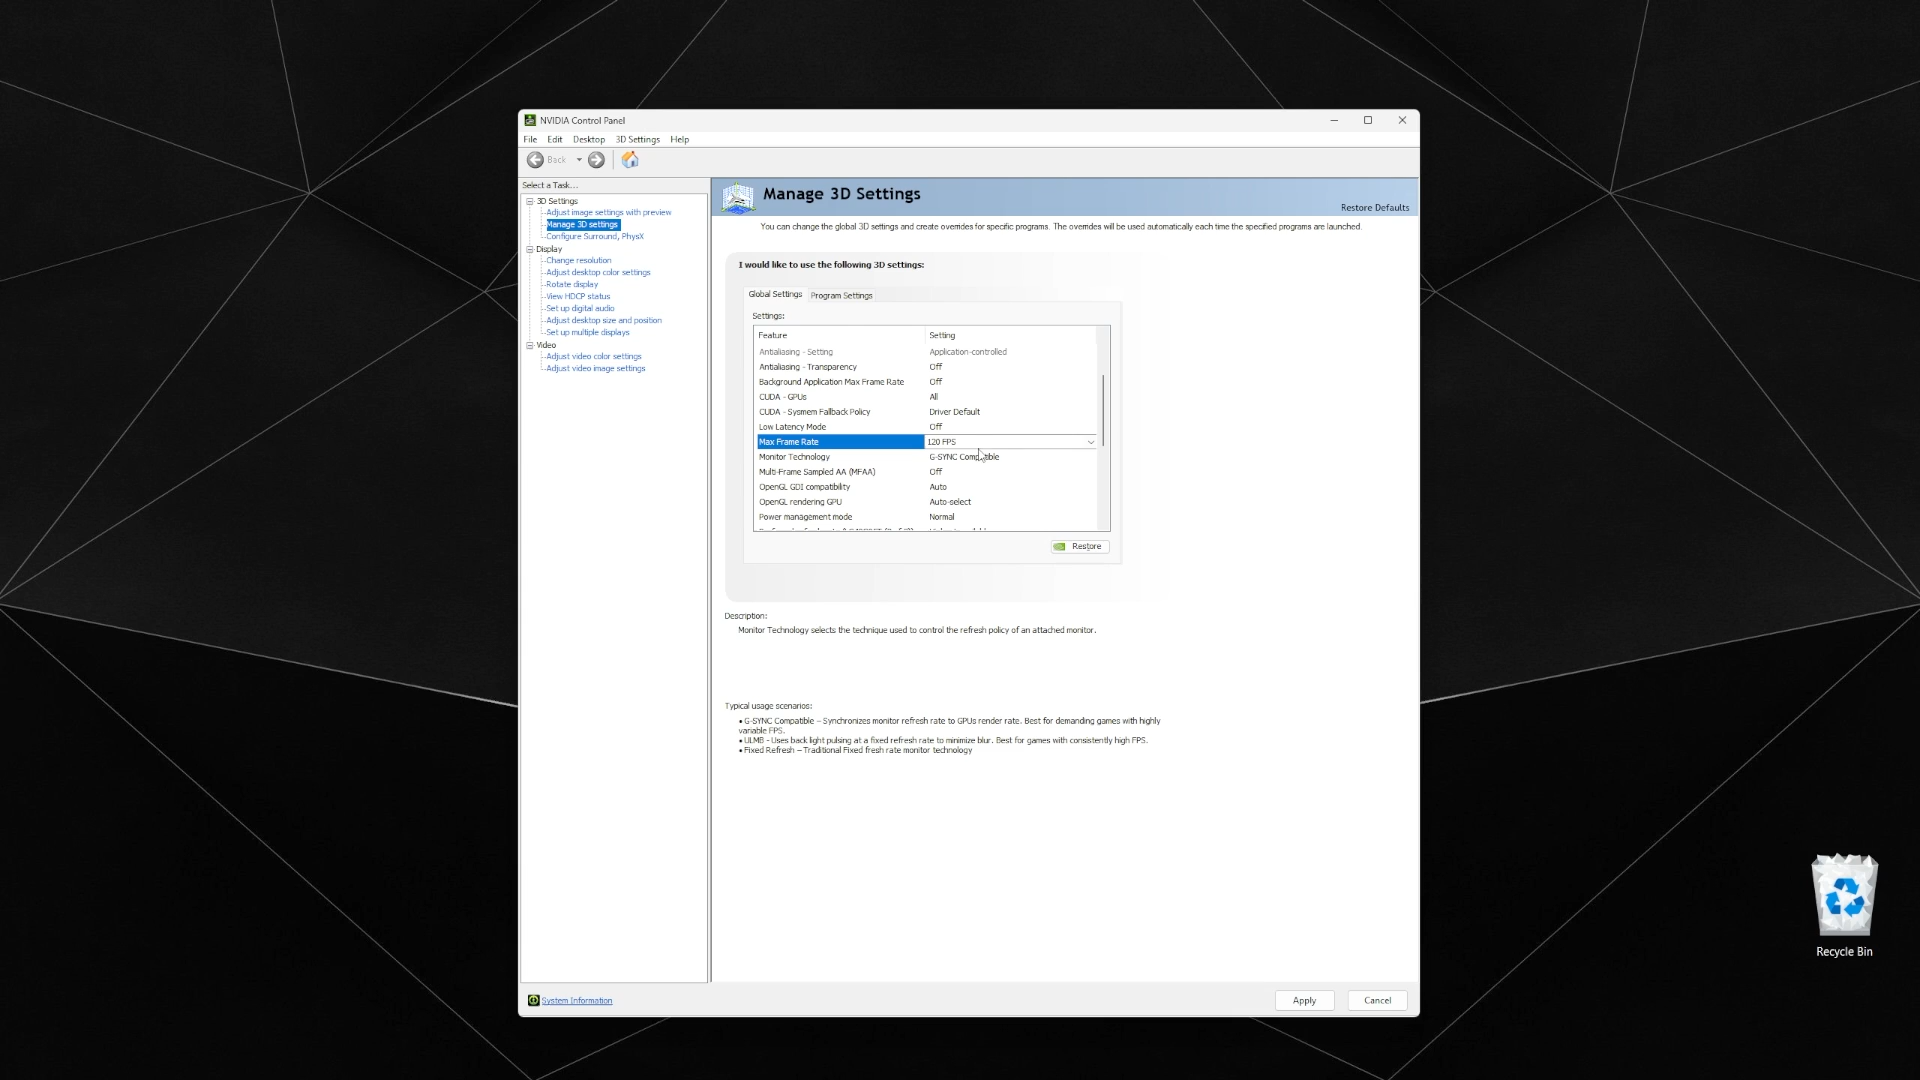 NVIDIA Control Panel
File Edit Desktop 3D Settings Help
Back
Select a Task...
3D Settings
Adjust image settings with preview
Manage 3D settings
Configure Surround, PhysX
Display
Change resolution
Adjust desktop color settings
Rotate display
View HDCP status
Set up digital audio
Adjust desktop size and position
Set up multiple displays
Video
Adjust video color settings
Adjust video image settings
Manage 3D Settings
Restore Defaults
You can change the global 3D settings and create overrides for specific programs. The overrides will be used automatically each time the specified programs are launched.
I would like to use the following 3D settings:
Global Settings Program Settings
Settings:
Feature Setting
Antialiasing - Setting Application-controlled
Antialiasing - Transparency Off
Background Application Max Frame Rate Off
CUDA - GPUs All
CUDA - Sysmem Fallback Policy Driver Default
Low Latency Mode Off
Max Frame Rate 120 FPS
Monitor Technology G-SYNC Compatible
Multi-Frame Sampled AA (MFAA) Off
OpenGL GDI compatibility Auto
OpenGL rendering GPU Auto-select
Power management mode Normal
Restore
Description:
Monitor Technology selects the technique used to control the refresh policy of an attached monitor.
Typical usage scenarios:
• G-SYNC Compatible – Synchronizes monitor refresh rate to GPUs render rate. Best for demanding games with highly
variable FPS.
• ULMB - Uses back light pulsing at a fixed refresh rate to minimize blur. Best for games with consistently high FPS.
• Fixed Refresh – Traditional Fixed fresh rate monitor technology
System Information
Apply Cancel
Recycle Bin